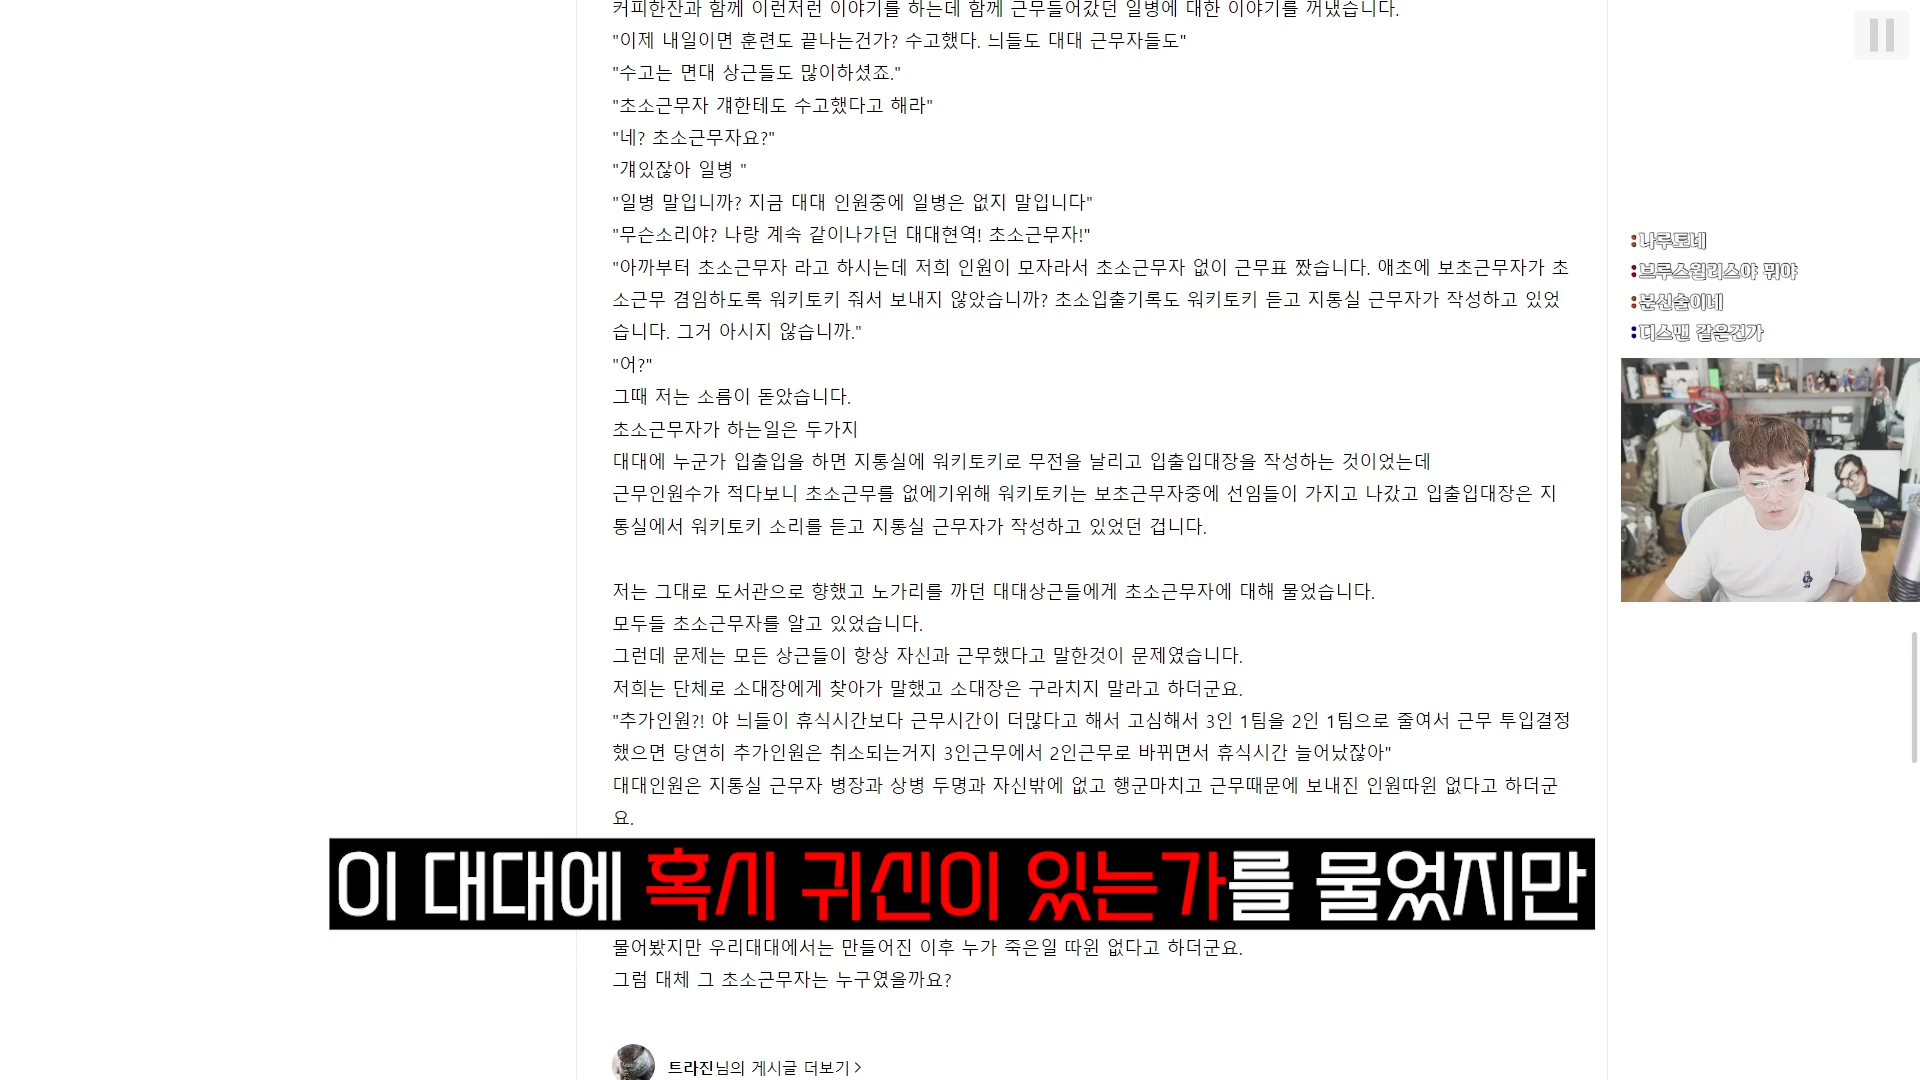 커피한잔과 함께 이런저런 이야기를 하는데 함께 근무들어갔던 일병에 대한 이야기를 꺼냈습니다.
"이제 내일이면 훈련도 끝나는건가? 수고했다. 늬들도 대대 근무자들도"
"수고는 면대 상근들도 많이하셨죠."
"초소근무자 걔한테도 수고했다고 해라"
"네? 초소근무자요?"
"걔있잖아 일병 "
"일병 말입니까? 지금 대대 인원중에 일병은 없지 말입니다"
"무슨소리야? 나랑 계속 같이나가던 대대현역! 초소근무자!"
"아까부터 초소근무자 라고 하시는데 저희 인원이 모자라서 초소근무자 없이 근무표 짰습니다. 애초에 보초근무자가 초
소근무 겸임하도록 워키토키 줘서 보내지 않았습니까? 초소입출기록도 워키토키 듣고 지통실 근무자가 작성하고 있었
습니다. 그거 아시지 않습니까."
"어?"
그때 저는 소름이 돋았습니다.
초소근무자가 하는일은 두가지
대대에 누군가 입출입을 하면 지통실에 워키토키로 무전을 날리고 입출입대장을 작성하는 것이었는데
근무인원수가 적다보니 초소근무를 없에기위해 워키토키는 보초근무자중에 선임들이 가지고 나갔고 입출입대장은 지
통실에서 워키토키 소리를 듣고 지통실 근무자가 작성하고 있었던 겁니다.
저는 그대로 도서관으로 향했고 노가리를 까던 대대상근들에게 초소근무자에 대해 물었습니다.
모두들 초소근무자를 알고 있었습니다.
그런데 문제는 모든 상근들이 항상 자신과 근무했다고 말한것이 문제였습니다.
저희는 단체로 소대장에게 찾아가 말했고 소대장은 구라치지 말라고 하더군요.
"추가인원?! 야 늬들이 휴식시간보다 근무시간이 더많다고 해서 고심해서 3인 1팀을 2인 1팀으로 줄여서 근무 투입결정
했으면 당연히 추가인원은 취소되는거지 3인근무에서 2인근무로 바뀌면서 휴식시간 늘어났잖아"
대대인원은 지통실 근무자 병장과 상병 두명과 자신밖에 없고 행군마치고 근무때문에 보내진 인원따윈 없다고 하더군
요.
이 대대에 혹시 귀신이 있는가를 물었지만
물어봤지만 우리대대에서는 만들어진 이후 누가 죽은일 따윈 없다고 하더군요.
그럼 대체 그 초소근무자는 누구였을까요?
트라진님의 게시글 더보기 >
:나루토네
:브루스윌리스야 뭐야
:분신술이네
:디스맨 같은건가